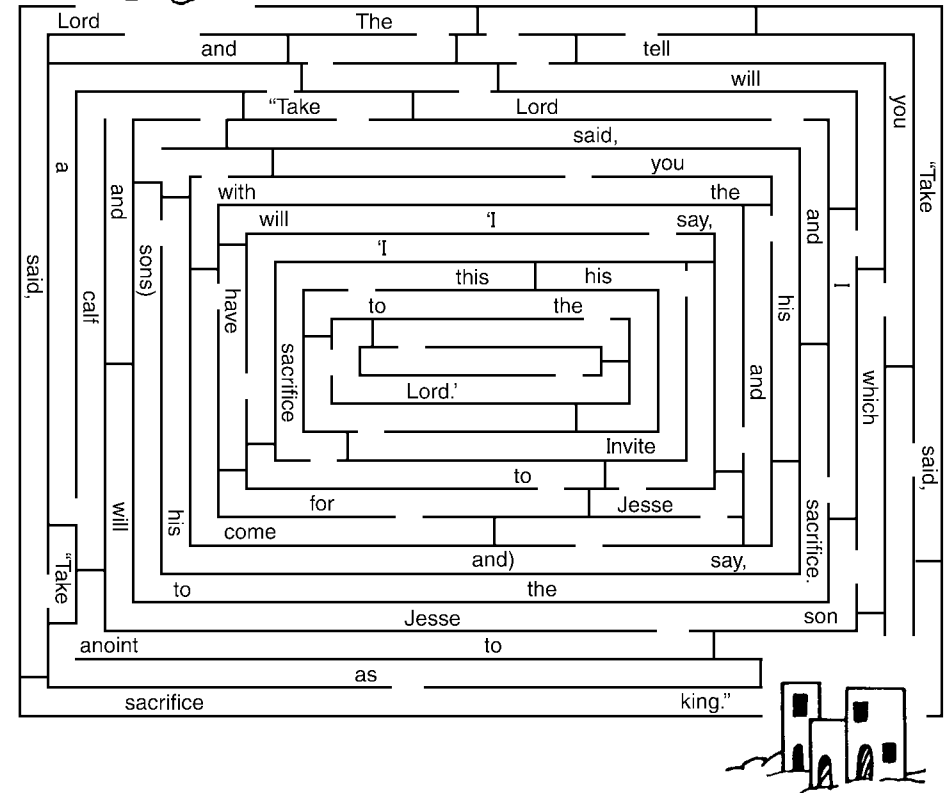 Lord The
and tell
will
"Take Lord
said,
you
with the
will 'I say,
'I
this his
to the
Lord.'
Invite
to
for Jesse
come
and) say,
to the
Jesse son
anoint to
as
sacrifice king."
said,
a
"Take
calf
and
will
sons)
his
have
sacrifice
and
his
and
sacrifice.
I
which
you
"Take
said,